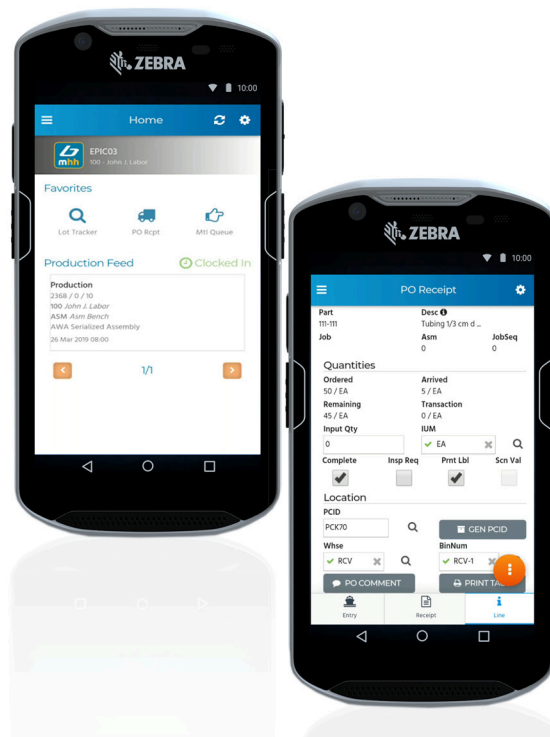 ZEBRA
10:00
Home
mhh
EPIC03
100 - John J. Labor
Favorites
Lot Tracker PO Rcpt Mtl Queue
Production Feed Clocked In
Production
2368 / 0 / 10
100 John J. Labor
ASM Asm Bench
AWA Serialized Assembly
26 Mar 2019 08:00
1/1
ZEBRA
10:00
PO Receipt
Part Desc
111-111 Tubing 1/3 cm d ...
Job Asm JobSeq
0 0
Quantities
Ordered Arrived
50 / EA 5 / EA
Remaining Transaction
45 / EA 0 / EA
Input Qty IUM
0 EA
Complete Insp Req Prnt Lbl Scn Val
Location
PCID
PCK70 GEN PCID
Whse BinNum
RCV RCV-1
PO COMMENT PRINT
Entry Receipt Line